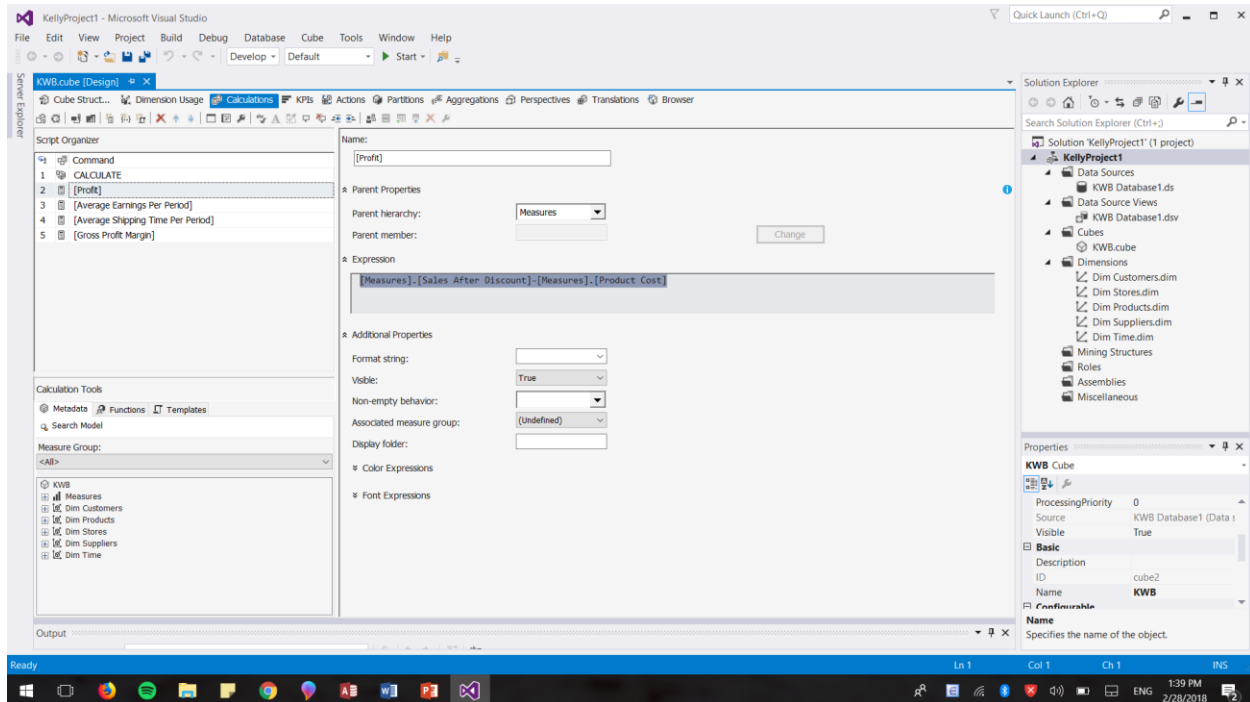 KellyProject1 - Microsoft Visual Studio
Quick Launch (Ctrl+Q)
File Edit View Project Build Debug Database Cube Tools Window Help
Develop Default Start
Server Explorer
KWB.cube [Design]
Cube Struct... Dimension Usage Calculations KPIs Actions Partitions Aggregations Perspectives Translations Browser
Script Organizer
Command
1 CALCULATE
2 [Profit]
3 [Average Earnings Per Period]
4 [Average Shipping Time Per Period]
5 [Gross Profit Margin]
Calculation Tools
Metadata Functions Templates
Search Model
Measure Group:
<All>
KWB
Measures
Dim Customers
Dim Products
Dim Stores
Dim Suppliers
Dim Time
Name:
[Profit]
Parent Properties
Parent hierarchy: Measures
Parent member: Change
Expression
[Measures].[Sales After Discount]-[Measures].[Product Cost]
Additional Properties
Format string:
Visible: True
Non-empty behavior:
Associated measure group: (Undefined)
Display folder:
Color Expressions
Font Expressions
Solution Explorer
Search Solution Explorer (Ctrl+;)
Solution 'KellyProject1' (1 project)
KellyProject1
Data Sources
KWB Database1.ds
Data Source Views
KWB Database1.dsv
Cubes
KWB.cube
Dimensions
Dim Customers.dim
Dim Stores.dim
Dim Products.dim
Dim Suppliers.dim
Dim Time.dim
Mining Structures
Roles
Assemblies
Miscellaneous
Properties
KWB Cube
ProcessingPriority 0
Source KWB Database1 (Data s
Visible True
Basic
Description
ID cube2
Name KWB
Configurable
Name
Specifies the name of the object.
Output
Ready Ln 1 Col 1 Ch 1 INS
ENG
1:39 PM
2/28/2018